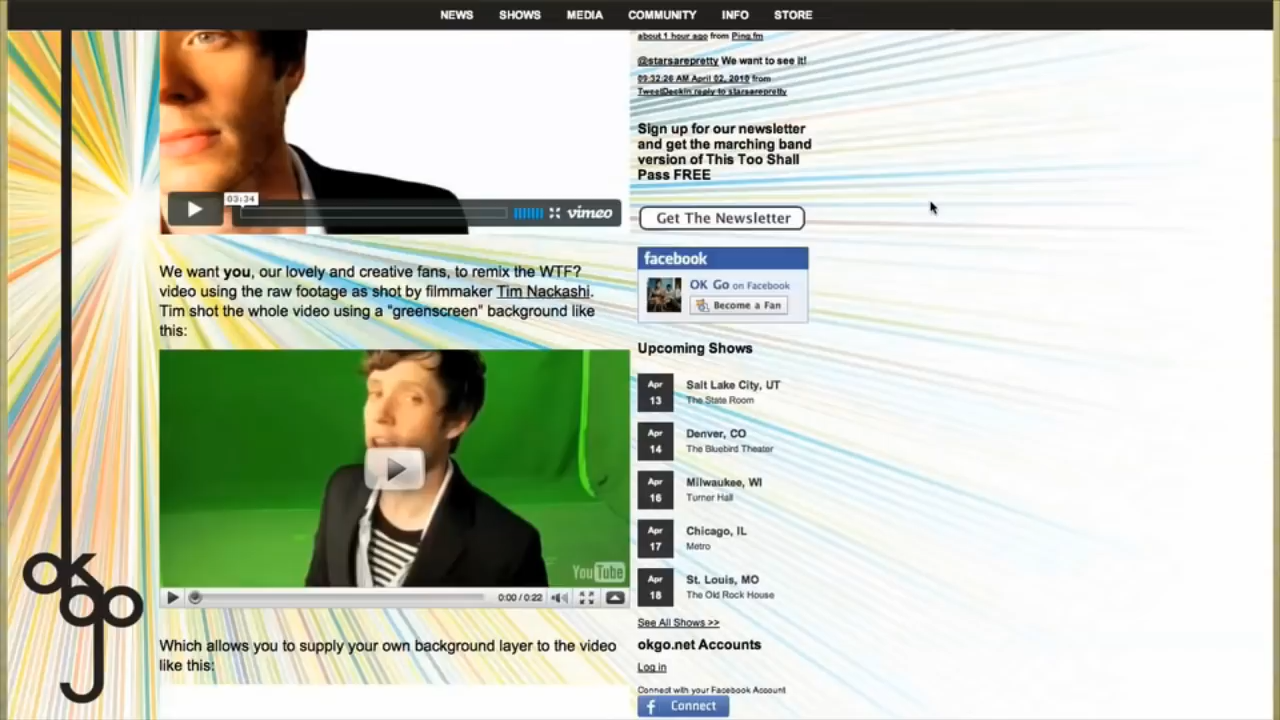 NEWS SHOWS MEDIA COMMUNITY INFO STORE
about 1 hour ago from Ping.fm
@starsarepretty We want to see it!
09:32:26 AM April 02, 2010 from
TweetDeckin reply to starsarepretty
Sign up for our newsletter
and get the marching band
version of This Too Shall
Pass FREE
Get The Newsletter
03:34
vimeo
We want you, our lovely and creative fans, to remix the WTF?
video using the raw footage as shot by filmmaker Tim Nackashi.
Tim shot the whole video using a "greenscreen" background like
this:
YouTube
0:00 / 0:22
Which allows you to supply your own background layer to the video
like this:
facebook
OK Go on Facebook
Become a Fan
Upcoming Shows
Apr
13
Salt Lake City, UT
The State Room
Apr
14
Denver, CO
The Bluebird Theater
Apr
16
Milwaukee, WI
Turner Hall
Apr
17
Chicago, IL
Metro
Apr
18
St. Louis, MO
The Old Rock House
See All Shows >>
okgo.net Accounts
Log in
Connect with your Facebook Account
f Connect
ok
go